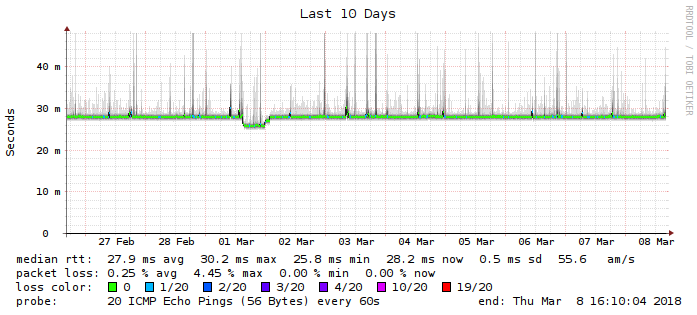 Last 10 Days
RRDTOOL / TOBI OETIKER
Seconds
40 m
30 m
20 m
10 m
0
27 Feb 28 Feb 01 Mar 02 Mar 03 Mar 04 Mar 05 Mar 06 Mar 07 Mar 08 Mar
median rtt: 27.9 ms avg 30.2 ms max 25.8 ms min 28.2 ms now 0.5 ms sd 55.6 am/s
packet loss: 0.25 % avg 4.45 % max 0.00 % min 0.00 % now
loss color: 0 1/20 2/20 3/20 4/20 10/20 19/20
probe: 20 ICMP Echo Pings (56 Bytes) every 60s end: Thu Mar 8 16:10:04 2018